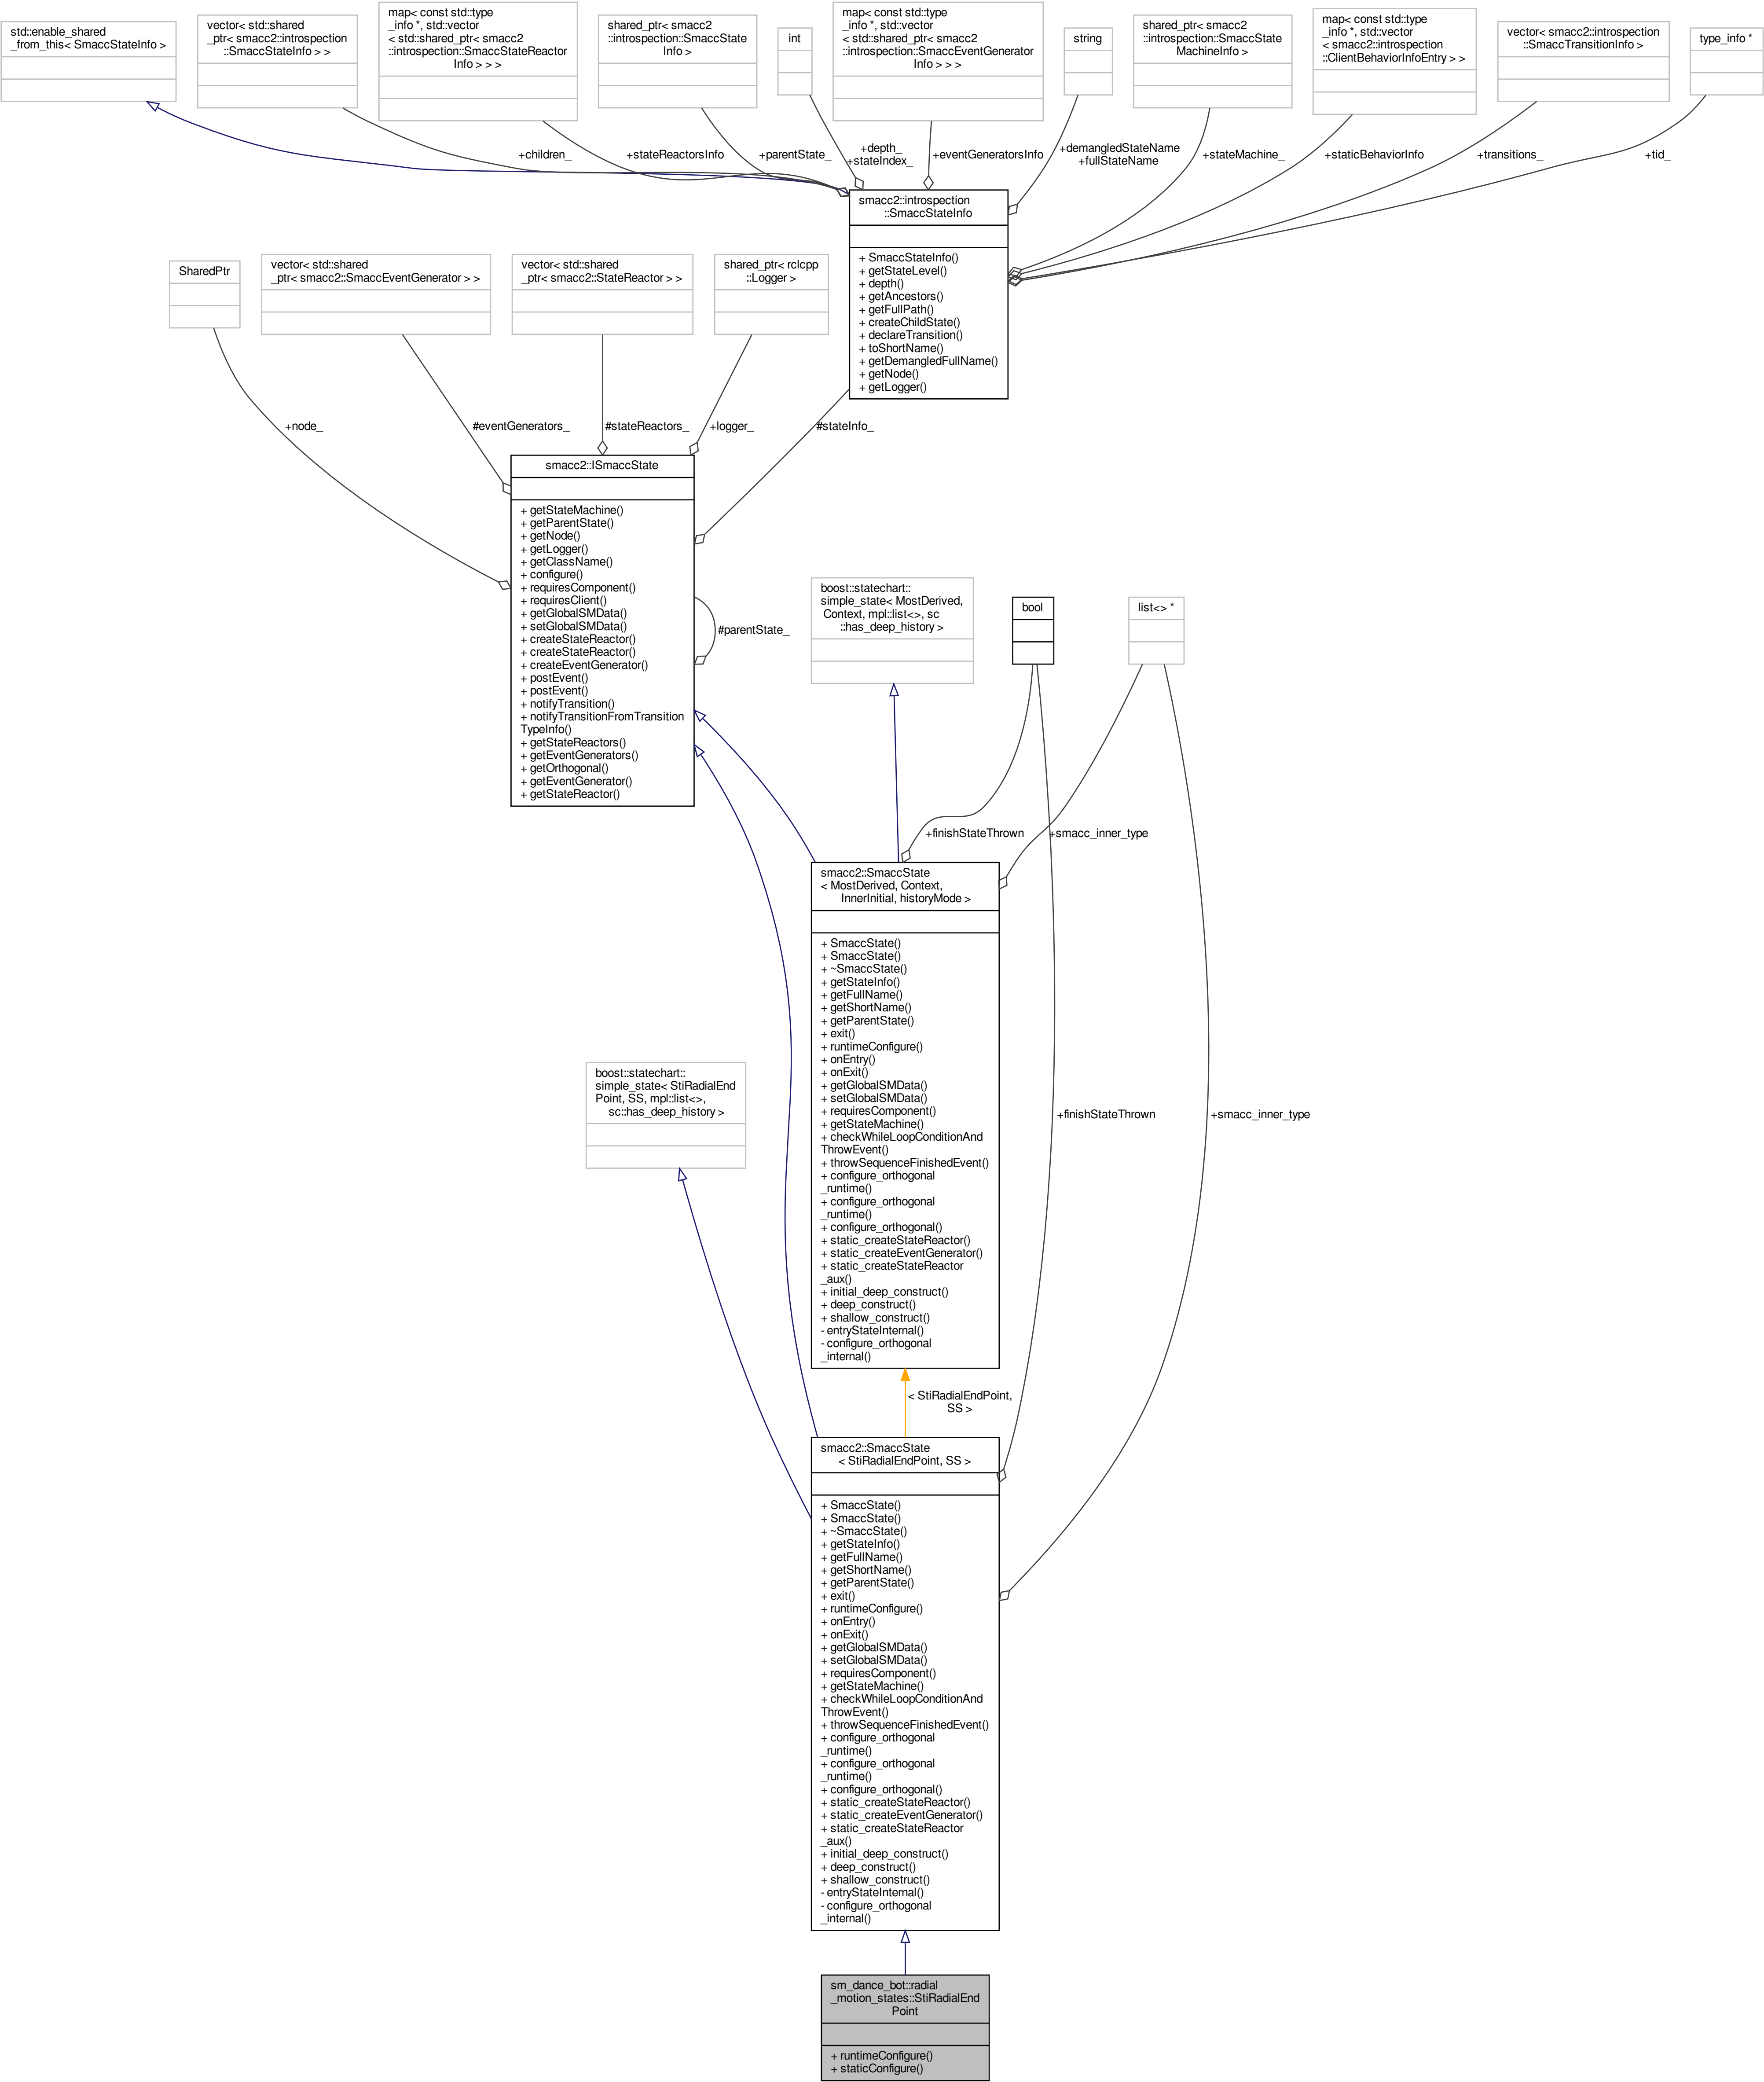 std::enable_shared
_from_this< SmaccStateInfo >
vector< std::shared
_ptr< smacc2::introspection
::SmaccStateInfo > >
map< const std::type
_info *, std::vector
< std::shared_ptr< smacc2
::introspection::SmaccStateReactor
Info > > >
shared_ptr< smacc2
::introspection::SmaccState
Info >
int
map< const std::type
_info *, std::vector
< std::shared_ptr< smacc2
::introspection::SmaccEventGenerator
Info > > >
string
shared_ptr< smacc2
::introspection::SmaccState
MachineInfo >
map< const std::type
_info *, std::vector
< smacc2::introspection
::ClientBehaviorInfoEntry > >
vector< smacc2::introspection
::SmaccTransitionInfo >
type_info *
+children_
+stateReactorsInfo
+parentState_
+depth_
+stateIndex_
+eventGeneratorsInfo
+demangledStateName
+fullStateName
+stateMachine_
+staticBehaviorInfo
+transitions_
+tid_
smacc2::introspection
::SmaccStateInfo
+ SmaccStateInfo()
+ getStateLevel()
+ depth()
+ getAncestors()
+ getFullPath()
+ createChildState()
+ declareTransition()
+ toShortName()
+ getDemangledFullName()
+ getNode()
+ getLogger()
SharedPtr
vector< std::shared
_ptr< smacc2::SmaccEventGenerator > >
vector< std::shared
_ptr< smacc2::StateReactor > >
shared_ptr< rclcpp
::Logger >
+node_
#eventGenerators_
#stateReactors_
+logger_
#stateInfo_
smacc2::ISmaccState
+ getStateMachine()
+ getParentState()
+ getNode()
+ getLogger()
+ getClassName()
+ configure()
+ requiresComponent()
+ requiresClient()
+ getGlobalSMData()
+ setGlobalSMData()
+ createStateReactor()
+ createStateReactor()
+ createEventGenerator()
+ postEvent()
+ postEvent()
+ notifyTransition()
+ notifyTransitionFromTransition
TypeInfo()
+ getStateReactors()
+ getEventGenerators()
+ getOrthogonal()
+ getEventGenerator()
+ getStateReactor()
#parentState_
boost::statechart::
simple_state< MostDerived,
Context, mpl::list<>, sc
::has_deep_history >
bool
list<> *
+finishStateThrown
+smacc_inner_type
smacc2::SmaccState
< MostDerived, Context,
InnerInitial, historyMode >
+ SmaccState()
+ SmaccState()
+ ~SmaccState()
+ getStateInfo()
+ getFullName()
+ getShortName()
+ getParentState()
+ exit()
+ runtimeConfigure()
+ onEntry()
+ onExit()
+ getGlobalSMData()
+ setGlobalSMData()
+ requiresComponent()
+ getStateMachine()
+ checkWhileLoopConditionAnd
ThrowEvent()
+ throwSequenceFinishedEvent()
+ configure_orthogonal
_runtime()
+ configure_orthogonal
_runtime()
+ configure_orthogonal()
+ static_createStateReactor()
+ static_createEventGenerator()
+ static_createStateReactor
_aux()
+ initial_deep_construct()
+ deep_construct()
+ shallow_construct()
- entryStateInternal()
- configure_orthogonal
_internal()
boost::statechart::
simple_state< StiRadialEnd
Point, SS, mpl::list<>,
sc::has_deep_history >
+finishStateThrown
+smacc_inner_type
< StiRadialEndPoint,
SS >
smacc2::SmaccState
< StiRadialEndPoint, SS >
+ SmaccState()
+ SmaccState()
+ ~SmaccState()
+ getStateInfo()
+ getFullName()
+ getShortName()
+ getParentState()
+ exit()
+ runtimeConfigure()
+ onEntry()
+ onExit()
+ getGlobalSMData()
+ setGlobalSMData()
+ requiresComponent()
+ getStateMachine()
+ checkWhileLoopConditionAnd
ThrowEvent()
+ throwSequenceFinishedEvent()
+ configure_orthogonal
_runtime()
+ configure_orthogonal
_runtime()
+ configure_orthogonal()
+ static_createStateReactor()
+ static_createEventGenerator()
+ static_createStateReactor
_aux()
+ initial_deep_construct()
+ deep_construct()
+ shallow_construct()
- entryStateInternal()
- configure_orthogonal
_internal()
sm_dance_bot::radial
_motion_states::StiRadialEnd
Point
+ runtimeConfigure()
+ staticConfigure()